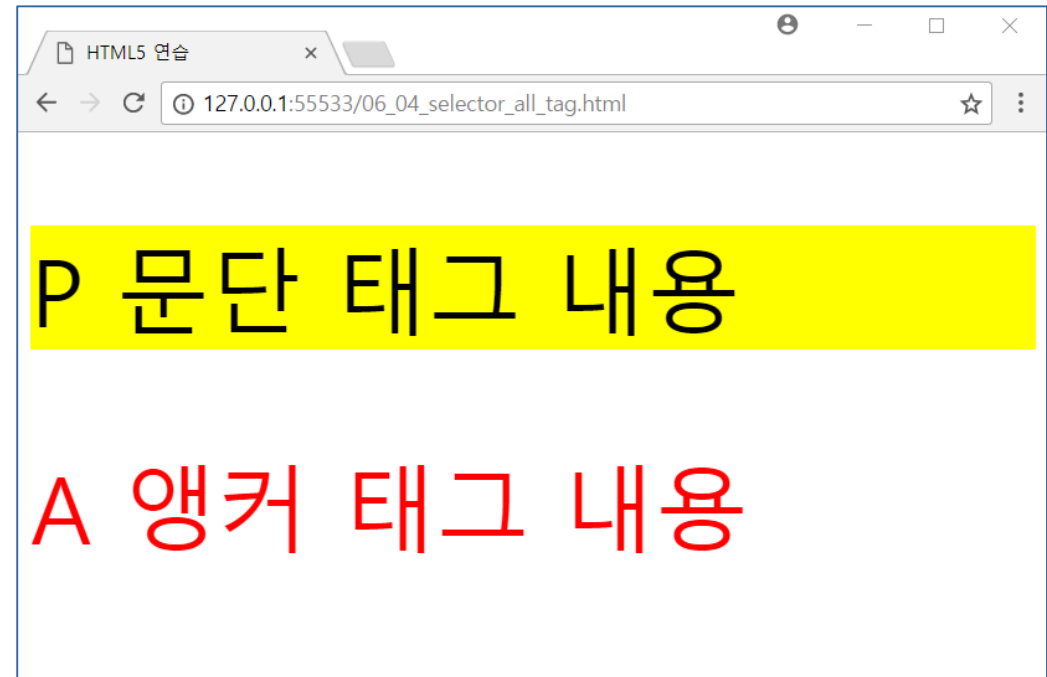 HTML5 연습
127.0.0.1:55533/06_04_selector_all_tag.html
P 문단 태그 내용
A 앵커 태그 내용